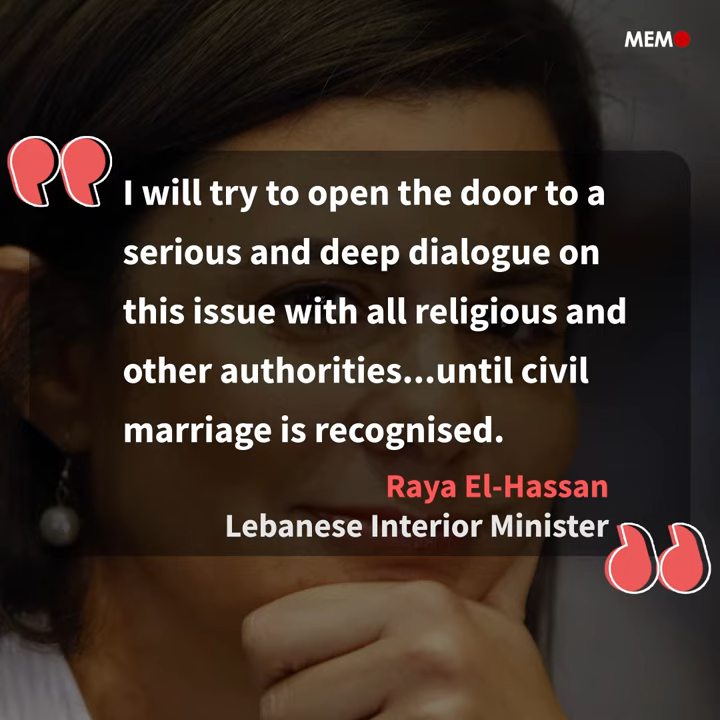 MEMO
I will try to open the door to a
serious and deep dialogue on
this issue with all religious and
other authorities...until civil
marriage is recognised.
Raya El-Hassan
Lebanese Interior Minister